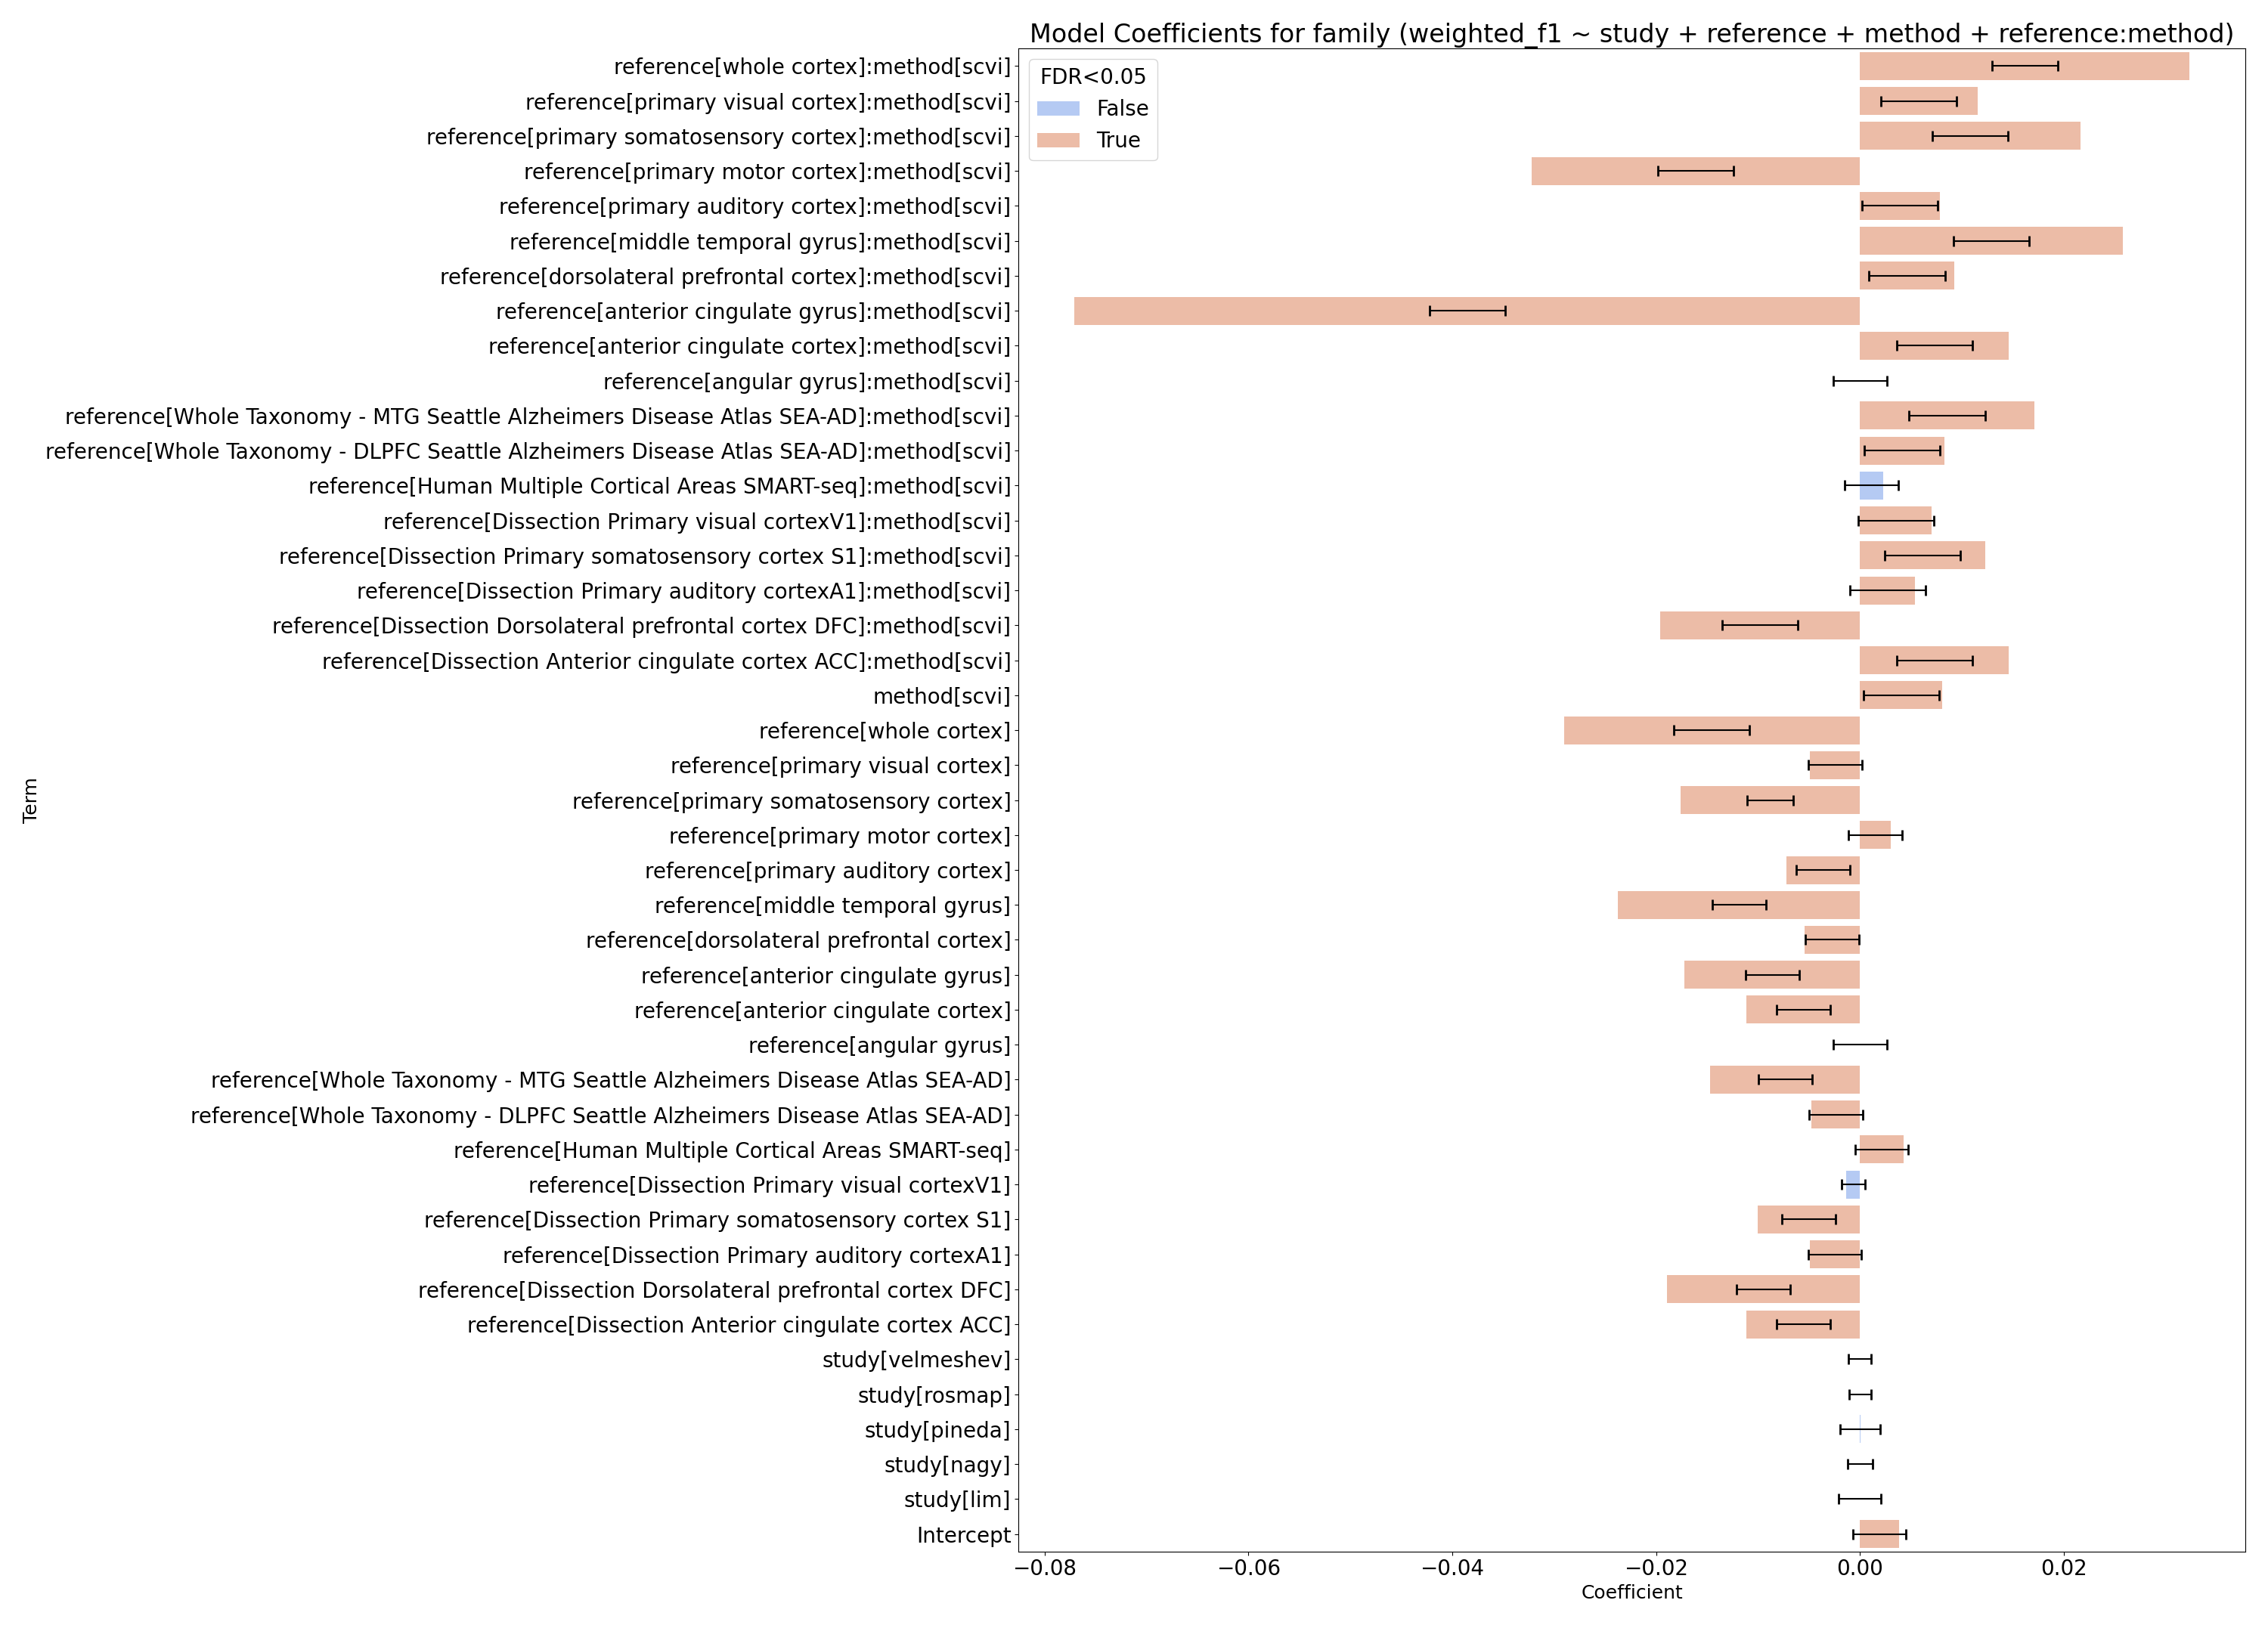 Model Coefficients for family (weighted_f1 ~ study + reference + method + reference:method)
FDR<0.05
False
True
reference[whole cortex]:method[scvi]
reference[primary visual cortex]:method[scvi]
reference[primary somatosensory cortex]:method[scvi]
reference[primary motor cortex]:method[scvi]
reference[primary auditory cortex]:method[scvi]
reference[middle temporal gyrus]:method[scvi]
reference[dorsolateral prefrontal cortex]:method[scvi]
reference[anterior cingulate gyrus]:method[scvi]
reference[anterior cingulate cortex]:method[scvi]
reference[angular gyrus]:method[scvi]
reference[Whole Taxonomy - MTG Seattle Alzheimers Disease Atlas SEA-AD]:method[scvi]
reference[Whole Taxonomy - DLPFC Seattle Alzheimers Disease Atlas SEA-AD]:method[scvi]
reference[Human Multiple Cortical Areas SMART-seq]:method[scvi]
reference[Dissection Primary visual cortexV1]:method[scvi]
reference[Dissection Primary somatosensory cortex S1]:method[scvi]
reference[Dissection Primary auditory cortexA1]:method[scvi]
reference[Dissection Dorsolateral prefrontal cortex DFC]:method[scvi]
reference[Dissection Anterior cingulate cortex ACC]:method[scvi]
method[scvi]
reference[whole cortex]
reference[primary visual cortex]
reference[primary somatosensory cortex]
reference[primary motor cortex]
reference[primary auditory cortex]
reference[middle temporal gyrus]
reference[dorsolateral prefrontal cortex]
reference[anterior cingulate gyrus]
reference[anterior cingulate cortex]
reference[angular gyrus]
reference[Whole Taxonomy - MTG Seattle Alzheimers Disease Atlas SEA-AD]
reference[Whole Taxonomy - DLPFC Seattle Alzheimers Disease Atlas SEA-AD]
reference[Human Multiple Cortical Areas SMART-seq]
reference[Dissection Primary visual cortexV1]
reference[Dissection Primary somatosensory cortex S1]
reference[Dissection Primary auditory cortexA1]
reference[Dissection Dorsolateral prefrontal cortex DFC]
reference[Dissection Anterior cingulate cortex ACC]
study[velmeshev]
study[rosmap]
study[pineda]
study[nagy]
study[lim]
Intercept
Term
−0.08 −0.06 −0.04 −0.02 0.00 0.02
Coefficient